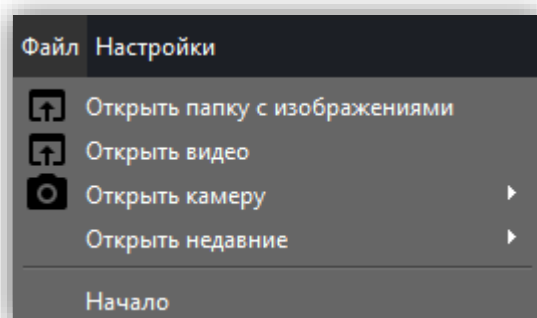 Файл Настройки
Открыть папку с изображениями
Открыть видео
Открыть камеру
Открыть недавние
Начало